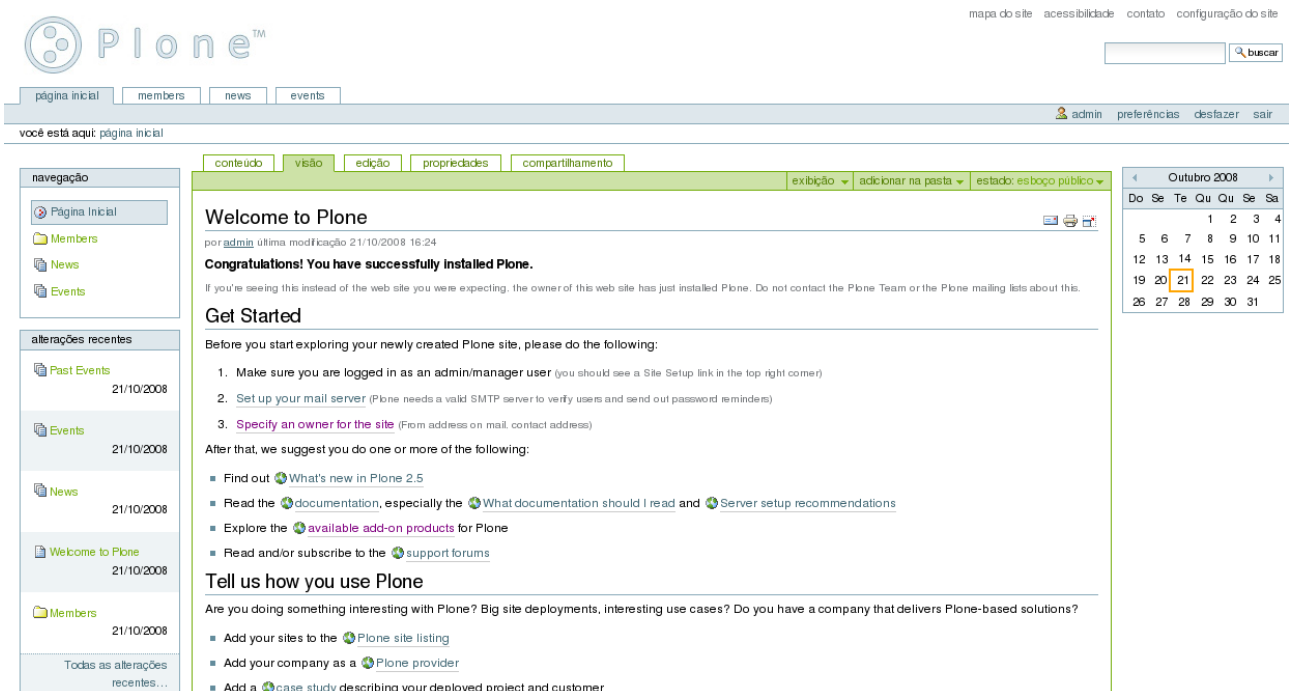 mapa do site acessibilidade contato configuração do site
Plone™
buscar
página inicial members news events
admin preferências desfazer sair
você está aqui: página inicial
navegação
Página Inicial
Members
News
Events
alterações recentes
Past Events
21/10/2008
Events
21/10/2008
News
21/10/2008
Welcome to Plone
21/10/2008
Members
21/10/2008
Todas as alterações
recentes...
conteúdo visão edição propriedades compartilhamento
exibição adicionar na pasta estado: esboço público
Welcome to Plone
por admin última modificação 21/10/2008 16:24
Congratulations! You have successfully installed Plone.
If you're seeing this instead of the web site you were expecting, the owner of this web site has just installed Plone. Do not contact the Plone Team or the Plone mailing lists about this.
Get Started
Before you start exploring your newly created Plone site, please do the following:
1. Make sure you are logged in as an admin/manager user (you should see a Site Setup link in the top right corner)
2. Set up your mail server (Plone needs a valid SMTP server to verify users and send out password reminders)
3. Specify an owner for the site (From address on mail, contact address)
After that, we suggest you do one or more of the following:
Find out What's new in Plone 2.5
Read the documentation, especially the What documentation should I read and Server setup recommendations
Explore the available add-on products for Plone
Read and/or subscribe to the support forums
Tell us how you use Plone
Are you doing something interesting with Plone? Big site deployments, interesting use cases? Do you have a company that delivers Plone-based solutions?
Add your sites to the Plone site listing
Add your company as a Plone provider
Add a case study describing your deployed project and customer
Outubro 2008
Do Se Te Qu Qu Se Sa
1 2 3 4
5 6 7 8 9 10 11
12 13 14 15 16 17 18
19 20 21 22 23 24 25
26 27 28 29 30 31